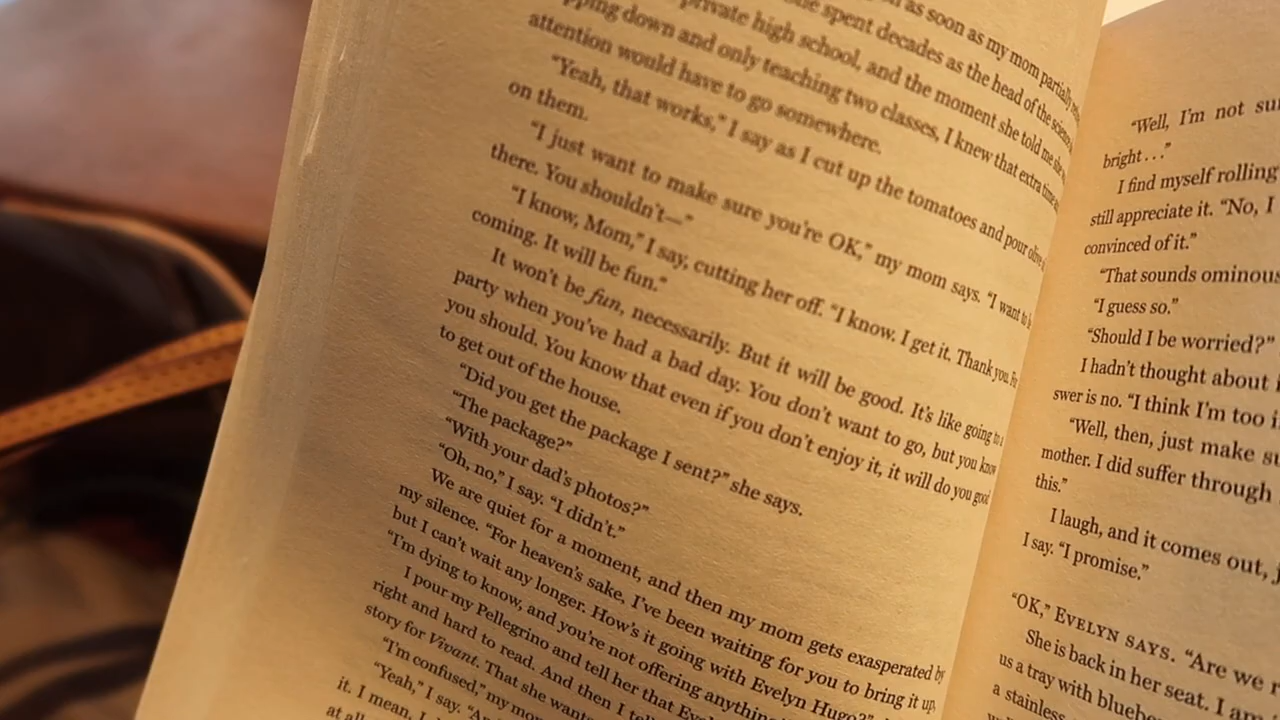 as soon as my mom partially
spent decades as the head of the
private high school, and the moment she told me she
down and only teaching two classes, I knew that extra time
attention would have to go somewhere.
“Yeah, that works,” I say as I cut up the tomatoes and pour olive
on them.
“I just want to make sure you’re OK,” my mom says. “I want to
there. You shouldn’t—”
“I know, Mom,” I say, cutting her off. “I know. I get it. Thank you.
coming. It will be fun.”
It won’t be fun, necessarily. But it will be good. It’s like going to
party when you’ve had a bad day. You don’t want to go, but you know
you should. You know that even if you don’t enjoy it, it will do you good
to get out of the house.
“Did you get the package I sent?” she says.
“The package?”
“With your dad’s photos?”
“Oh, no,” I say. “I didn’t.”
We are quiet for a moment, and then my mom gets exasperated by
my silence. “For heaven’s sake, I’ve been waiting for you to bring it up,
but I can’t wait any longer. How’s it going with Evelyn Hugo?”
“I’m dying to know, and you’re not offering anything
I pour my Pellegrino and tell her that
right and hard to read. And then I
story for Vivant. That she
“I’m confused,” my
“Yeah,” I say.
it. I mean, I
at all
“Well, I’m not
bright . . .”
I find myself rolling
still appreciate it. “No, I
convinced of it.”
“That sounds
“I guess so.”
“Should I be worried?”
I hadn’t thought about
swer is no. “I think I’m too
“Well, then, just make
mother. I did suffer through
this.”
I laugh, and it comes out,
I say. “I promise.”
“OK,” EVELYN SAYS. “Are we
She is back in her seat. I
us a tray with
a stainless